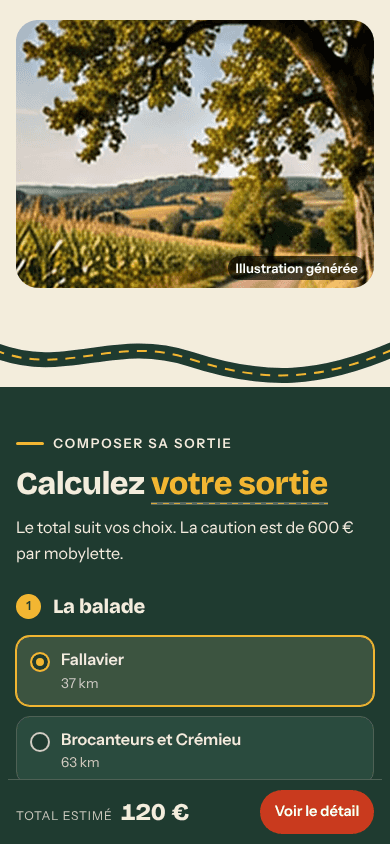 Illustration générée
COMPOSER SA SORTIE
Calculez votre sortie
Le total suit vos choix. La caution est de 600 €
par mobylette.
1 La balade
Fallavier
37 km
Brocanteurs et Crémieu
63 km
TOTAL ESTIMÉ 120 €
Voir le détail